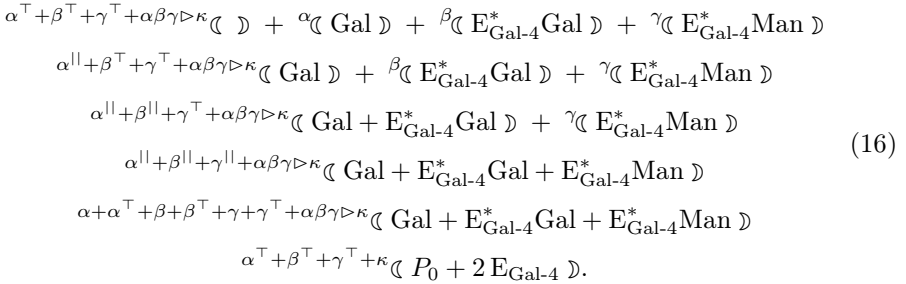 α⊤+β⊤+γ⊤+αβγ▷κ☾ ☽ + α☾ Gal ☽ + β☾ E*Gal-4Gal ☽ + γ☾ E*Gal-4Man ☽
α||+β⊤+γ⊤+αβγ▷κ☾ Gal ☽ + β☾ E*Gal-4Gal ☽ + γ☾ E*Gal-4Man ☽
α||+β||+γ⊤+αβγ▷κ☾ Gal + E*Gal-4Gal ☽ + γ☾ E*Gal-4Man ☽
α||+β||+γ||+αβγ▷κ☾ Gal + E*Gal-4Gal + E*Gal-4Man ☽
(16)
α+α⊤+β+β⊤+γ+γ⊤+αβγ▷κ☾ Gal + E*Gal-4Gal + E*Gal-4Man ☽
α⊤+β⊤+γ⊤+κ☾ P0 + 2 EGal-4 ☽.